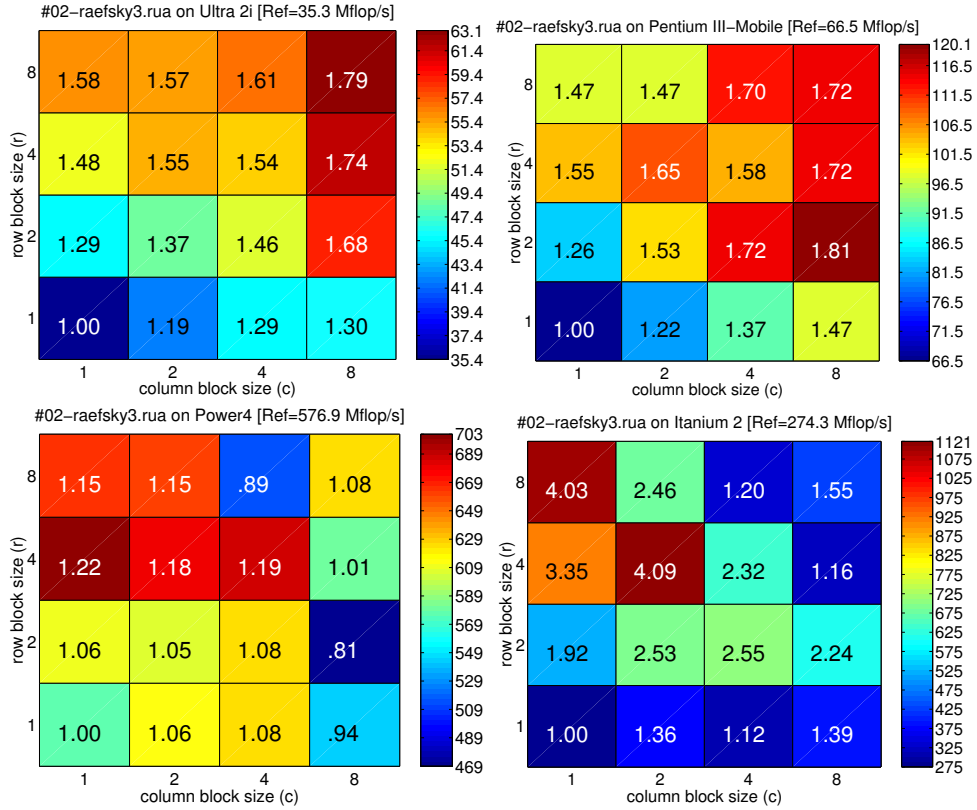 #02-raefsky3.rua on Ultra 2i [Ref=35.3 Mflop/s]
row block size (r)
8
1.58 1.57 1.61 1.79
4
1.48 1.55 1.54 1.74
2
1.29 1.37 1.46 1.68
1
1.00 1.19 1.29 1.30
1 2 4 8
column block size (c)
63.1
61.4
59.4
57.4
55.4
53.4
51.4
49.4
47.4
45.4
43.4
41.4
39.4
37.4
35.4
#02-raefsky3.rua on Pentium III-Mobile [Ref=66.5 Mflop/s]
row block size (r)
8
1.47 1.47 1.70 1.72
4
1.55 1.65 1.58 1.72
2
1.26 1.53 1.72 1.81
1
1.00 1.22 1.37 1.47
1 2 4 8
column block size (c)
120.1
116.5
111.5
106.5
101.5
96.5
91.5
86.5
81.5
76.5
71.5
66.5
#02-raefsky3.rua on Power4 [Ref=576.9 Mflop/s]
row block size (r)
8
1.15 1.15 .89 1.08
4
1.22 1.18 1.19 1.01
2
1.06 1.05 1.08 .81
1
1.00 1.06 1.08 .94
1 2 4 8
column block size (c)
703
689
669
649
629
609
589
569
549
529
509
489
469
#02-raefsky3.rua on Itanium 2 [Ref=274.3 Mflop/s]
row block size (r)
8
4.03 2.46 1.20 1.55
4
3.35 4.09 2.32 1.16
2
1.92 2.53 2.55 2.24
1
1.00 1.36 1.12 1.39
1 2 4 8
column block size (c)
1121
1075
1025
975
925
875
825
775
725
675
625
575
525
475
425
375
325
275